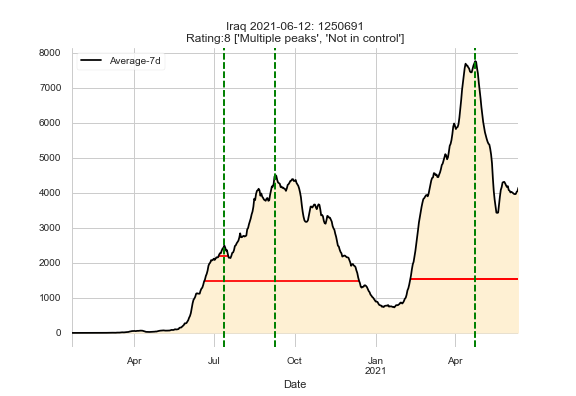 Iraq 2021-06-12: 1250691
Rating:8 ['Multiple peaks', 'Not in control']
Average-7d
8000
7000
6000
5000
4000
3000
2000
1000
0
Apr Jul Oct Jan Apr
2021
Date